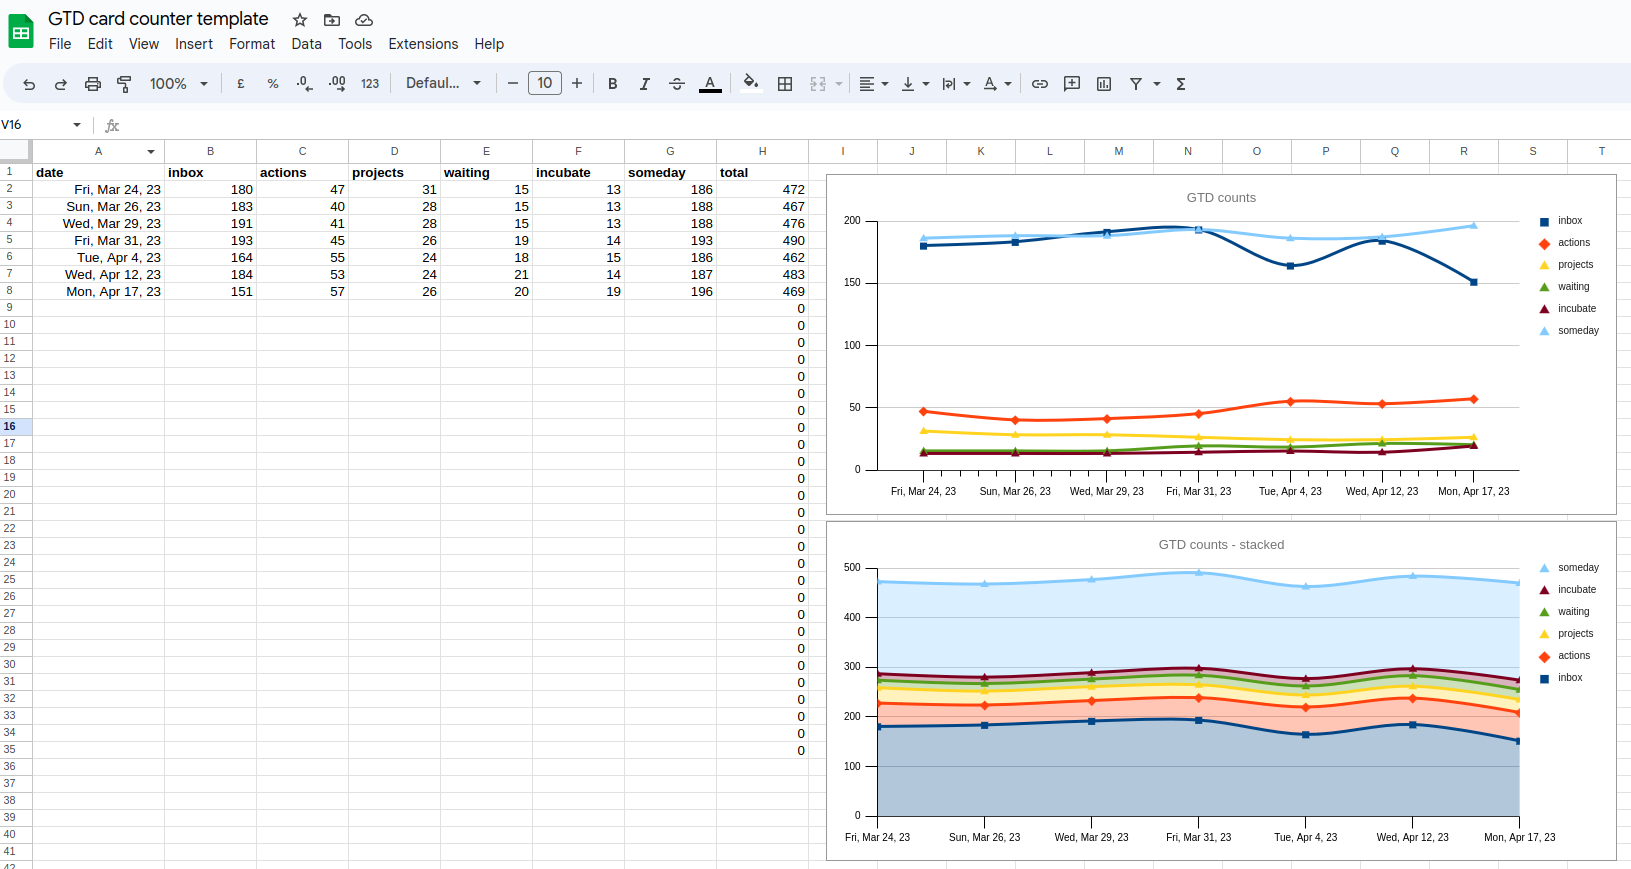 GTD card counter template
File Edit View Insert Format Data Tools Extensions Help
100% £ % .0 .00 123 Defaul... 10 B I A A Σ
V16 fx
A B C D E F G H I J K L M N O P Q R S T
1 date inbox actions projects waiting incubate someday total
2 Fri, Mar 24, 23 180 47 31 15 13 186 472
3 Sun, Mar 26, 23 183 40 28 15 13 188 467
4 Wed, Mar 29, 23 191 41 28 15 13 188 476
5 Fri, Mar 31, 23 193 45 26 19 14 193 490
6 Tue, Apr 4, 23 164 55 24 18 15 186 462
7 Wed, Apr 12, 23 184 53 24 21 14 187 483
8 Mon, Apr 17, 23 151 57 26 20 19 196 469
9 0
10 0
11 0
12 0
13 0
14 0
15 0
16 0
17 0
18 0
19 0
20 0
21 0
22 0
23 0
24 0
25 0
26 0
27 0
28 0
29 0
30 0
31 0
32 0
33 0
34 0
35 0
36
37
38
39
40
41
42
GTD counts
200
150
100
50
0
Fri, Mar 24, 23 Sun, Mar 26, 23 Wed, Mar 29, 23 Fri, Mar 31, 23 Tue, Apr 4, 23 Wed, Apr 12, 23 Mon, Apr 17, 23
inbox
actions
projects
waiting
incubate
someday
GTD counts - stacked
500
400
300
200
100
0
Fri, Mar 24, 23 Sun, Mar 26, 23 Wed, Mar 29, 23 Fri, Mar 31, 23 Tue, Apr 4, 23 Wed, Apr 12, 23 Mon, Apr 17, 23
someday
incubate
waiting
projects
actions
inbox